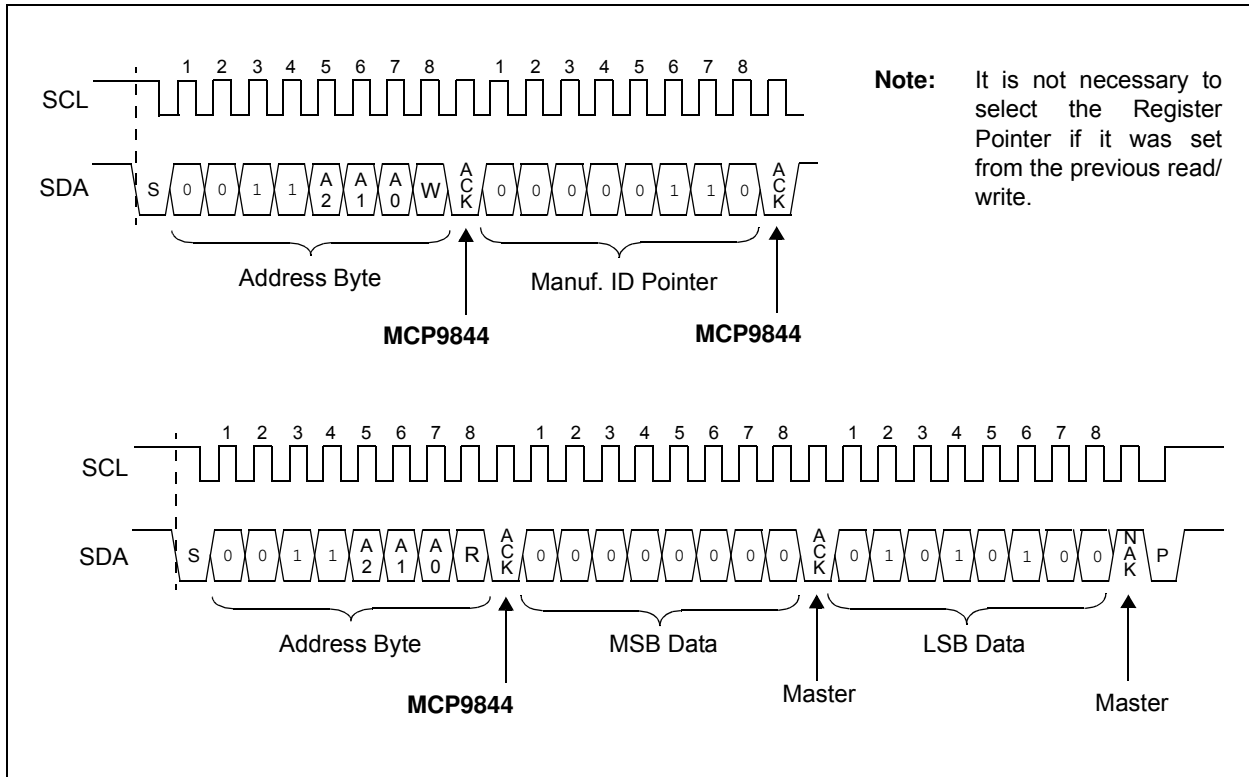 1 2 3 4 5 6 7 8 1 2 3 4 5 6 7 8
SCL
SDA
S 0 0 1 1 A2 A1 A0 W ACK 0 0 0 0 0 1 1 0 ACK
Address Byte
Manuf. ID Pointer
MCP9844
MCP9844
Note: It is not necessary to
select the Register
Pointer if it was set
from the previous read/
write.
1 2 3 4 5 6 7 8 1 2 3 4 5 6 7 8 1 2 3 4 5 6 7 8
SCL
SDA
S 0 0 1 1 A2 A1 A0 R ACK 0 0 0 0 0 0 0 0 ACK 0 1 0 1 0 1 0 0 NAK P
Address Byte
MSB Data
LSB Data
MCP9844
Master
Master